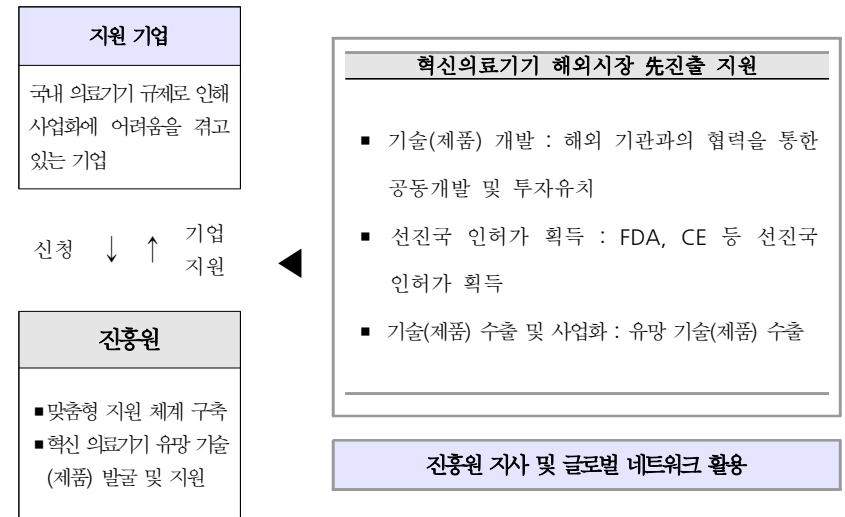 지원 기업
국내 의료기기 규제로 인해
사업화에 어려움을 겪고
있는 기업
신청 ↓ ↑ 기업
지원
진흥원
■ 맞춤형 지원 체계 구축
■ 혁신 의료기기 유망 기술
(제품) 발굴 및 지원
혁신의료기기 해외시장 先진출 지원
■ 기술(제품) 개발 : 해외 기관과의 협력을 통한
공동개발 및 투자유치
■ 선진국 인허가 획득 : FDA, CE 등 선진국
인허가 획득
■ 기술(제품) 수출 및 사업화 : 유망 기술(제품) 수출
진흥원 지사 및 글로벌 네트워크 활용